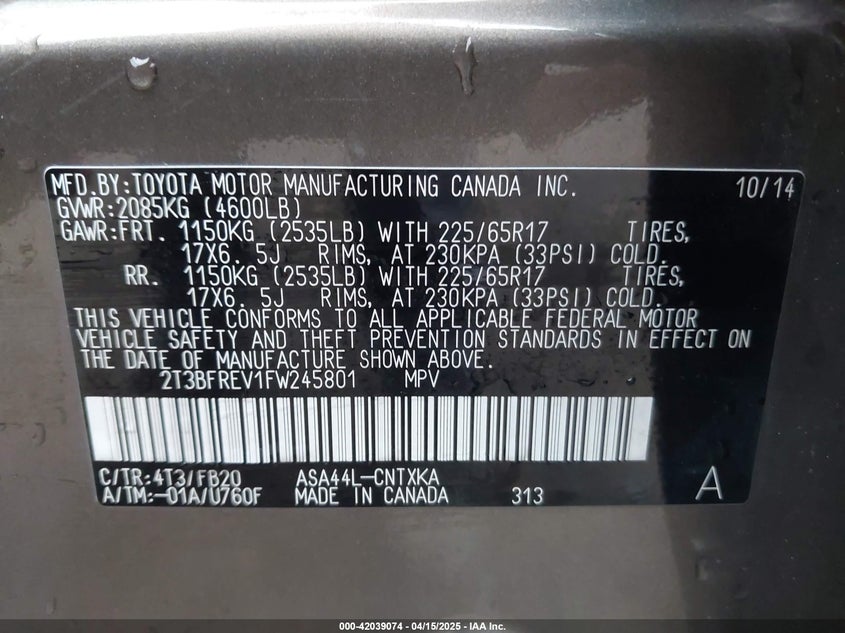 MFD.BY:TOYOTA MOTOR MANUFACTURING CANADA INC. 10/14
GVWR:2085KG (4600LB)
GAWR:FRT. 1150KG (2535LB) WITH 225/65R17 TIRES,
17X6. 5J RIMS, AT 230KPA (33PSI) COLD.
RR. 1150KG (2535LB) WITH 225/65R17 TIRES,
17X6. 5J RIMS, AT 230KPA (33PSI) COLD.
THIS VEHICLE CONFORMS TO ALL APPLICABLE FEDERAL MOTOR
VEHICLE SAFETY AND THEFT PREVENTION STANDARDS IN EFFECT ON
THE DATE OF MANUFACTURE SHOWN ABOVE.
2T3BFREV1FW245801 MPV
C/TR:4T3/FB20 ASA44L-CNTXKA
A/TM:-01A/U760F MADE IN CANADA 313 A
000-42039074 - 04/15/2025 - IAA Inc.